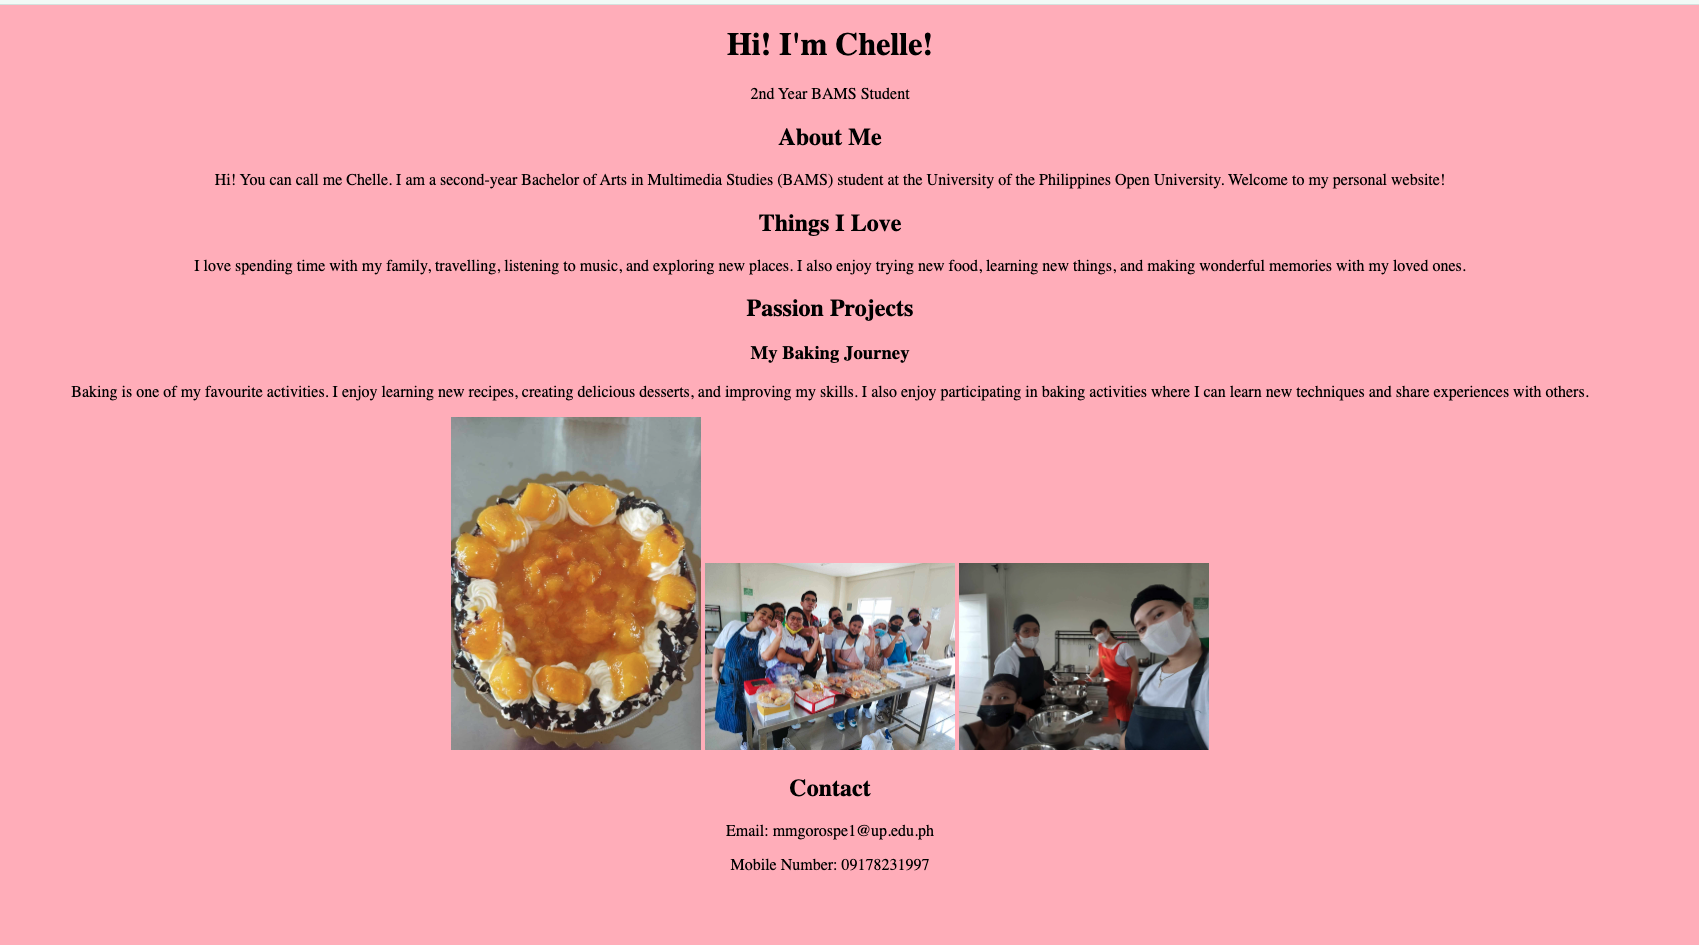 Hi! I'm Chelle!
2nd Year BAMS Student
About Me
Hi! You can call me Chelle. I am a second-year Bachelor of Arts in Multimedia Studies (BAMS) student at the University of the Philippines Open University. Welcome to my personal website!
Things I Love
I love spending time with my family, travelling, listening to music, and exploring new places. I also enjoy trying new food, learning new things, and making wonderful memories with my loved ones.
Passion Projects
My Baking Journey
Baking is one of my favourite activities. I enjoy learning new recipes, creating delicious desserts, and improving my skills. I also enjoy participating in baking activities where I can learn new techniques and share experiences with others.
Contact
Email: mmgorospe1@up.edu.ph
Mobile Number: 09178231997